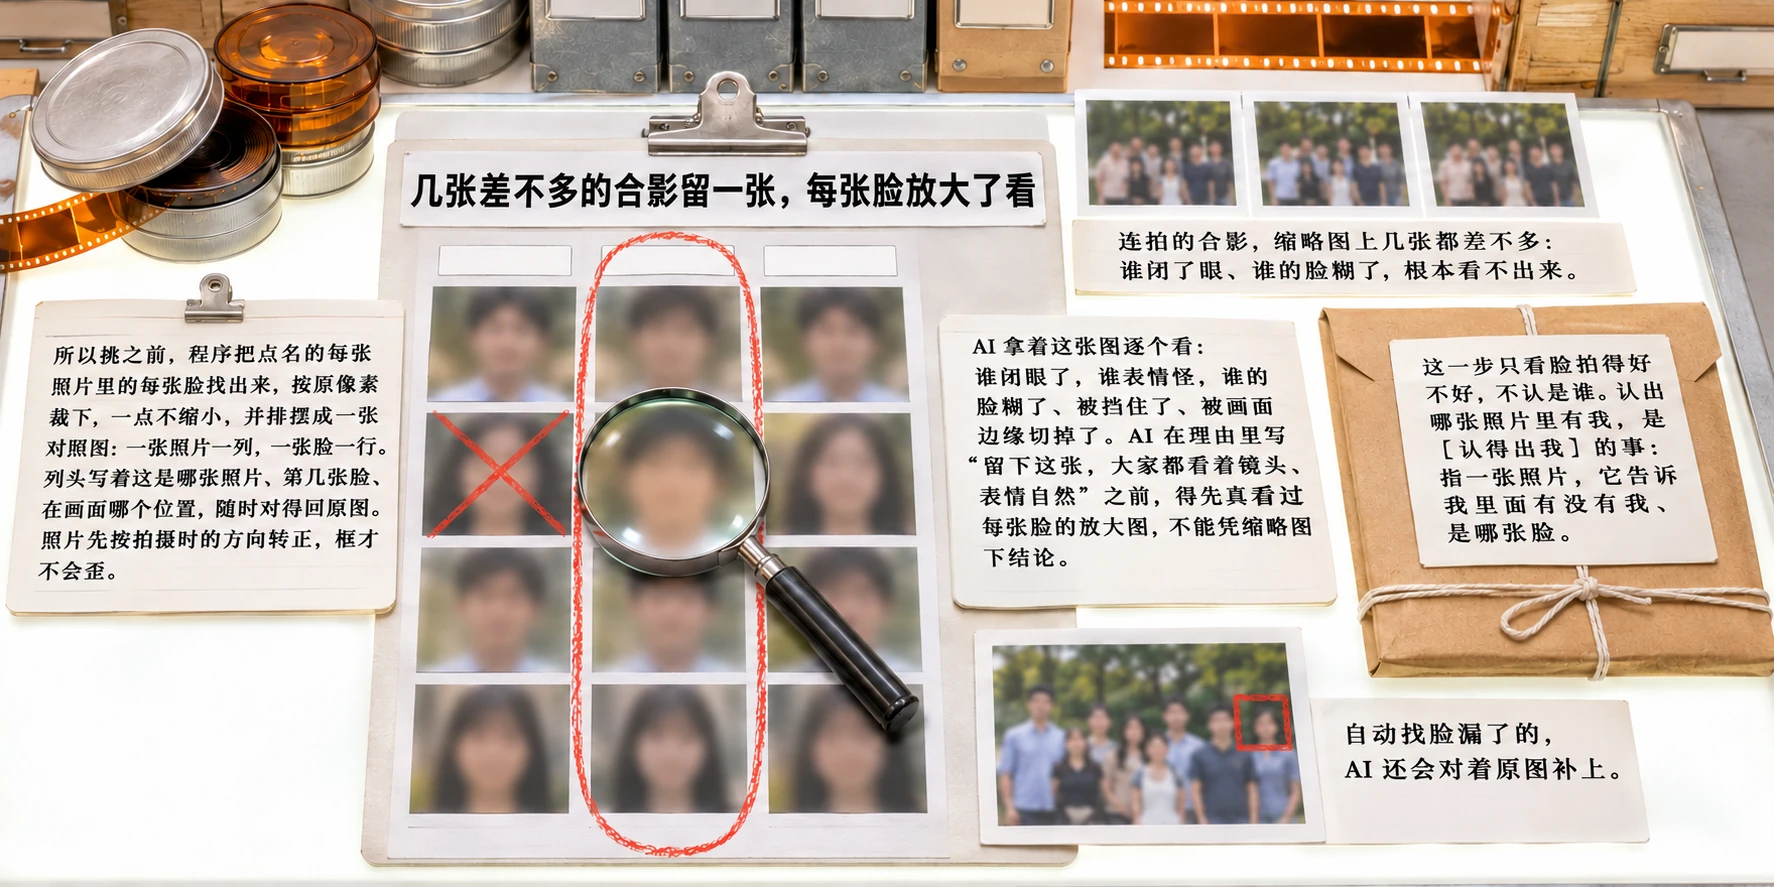 几张差不多的合影留一张，每张脸放大了看
连拍的合影，缩略图上几张都差不多：
谁闭了眼、谁的脸糊了，根本看不出来。
所以挑之前，程序把点名的每张
照片里的每张脸找出来，按原像素
裁下，一点不缩小，并排摆成一张
对照图：一张照片一列，一张脸一行。
列头写着这是哪张照片、第几张脸、
在画面哪个位置，随时对得回原图。
照片先按拍摄时的方向转正，框才
不会歪。
AI 拿着这张图逐个看：
谁闭眼了，谁表情怪，谁的
脸糊了、被挡住了、被画面
边缘切掉了。AI 在理由里写
“留下这张，大家都看着镜头、
表情自然”之前，得先真看过
每张脸的放大图，不能凭缩略图
下结论。
这一步只看脸拍得好
不好，不认是谁。认出
哪张照片里有我，是
［认得出我］的事：
指一张照片，它告诉
我里面有没有我、
是哪张脸。
自动找脸漏了的，
AI 还会对着原图补上。